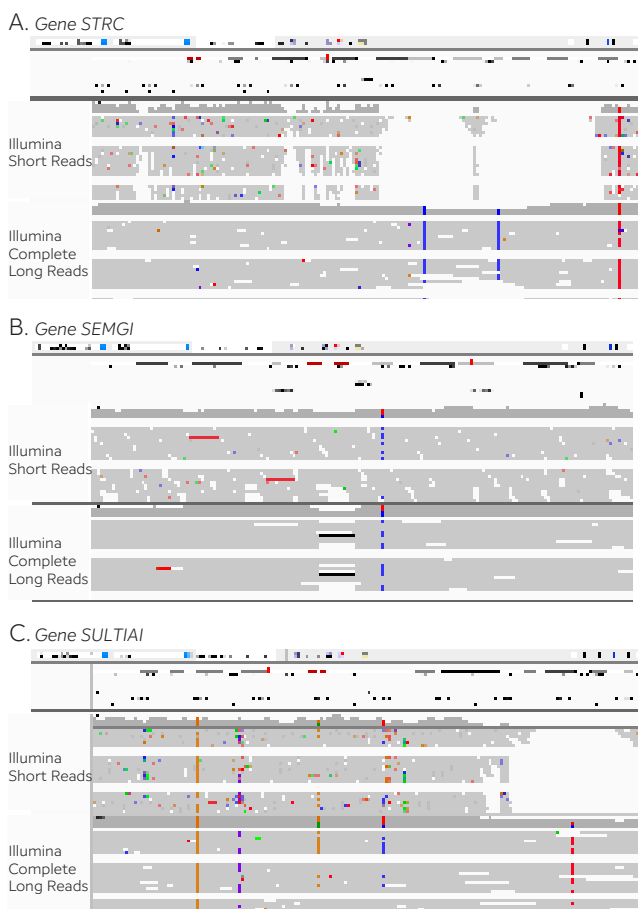 A. Gene STRC
Illumina
Short Reads
Illumina
Complete
Long Reads
B. Gene SEMGI
Illumina
Short Reads
Illumina
Complete
Long Reads
C. Gene SULTIAI
Illumina
Short Reads
Illumina
Complete
Long Reads